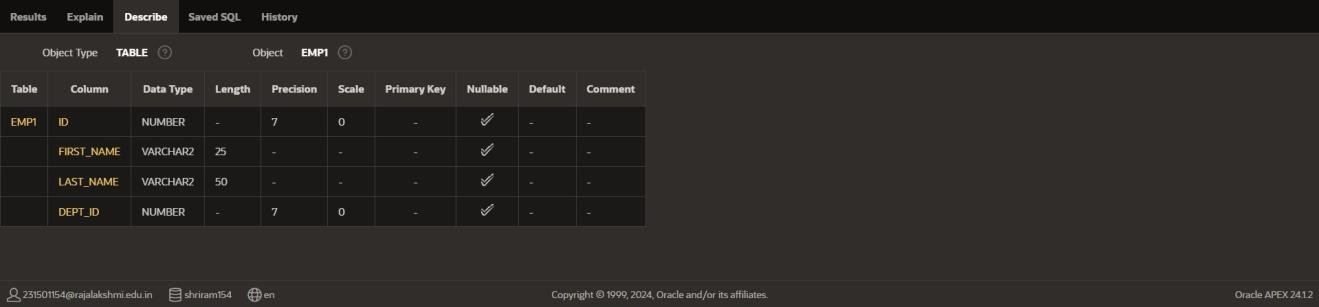 Results Explain Describe Saved SQL History
Object Type TABLE ? Object EMP1 ?
Table Column Data Type Length Precision Scale Primary Key Nullable Default Comment
EMP1 ID NUMBER - 7 0 - - -
FIRST_NAME VARCHAR2 25 - - - - -
LAST_NAME VARCHAR2 50 - - - - -
DEPT_ID NUMBER - 7 0 - - -
231501154@rajalakshmi.edu.in shriram154 en Copyright © 1999, 2024, Oracle and/or its affiliates. Oracle APEX 24.1.2